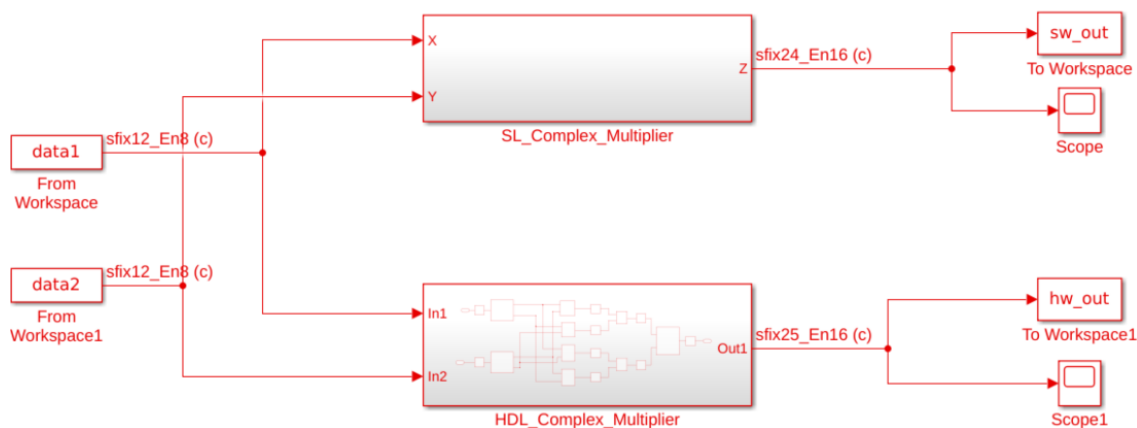 X
Y
Z
SL_Complex_Multiplier
sfix24_En16 (c)
sw_out
To Workspace
Scope
sfix12_En8 (c)
data1
From
Workspace
sfix12_En8 (c)
data2
From
Workspace1
In1
In2
Out1
HDL_Complex_Multiplier
sfix25_En16 (c)
hw_out
To Workspace1
Scope1